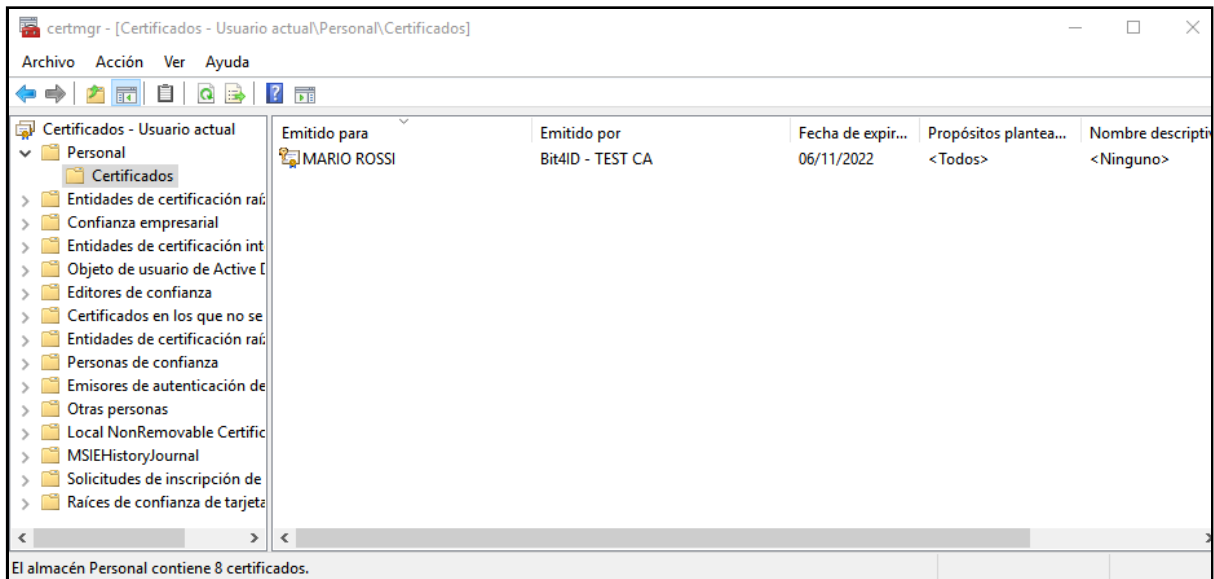 certmgr - [Certificados - Usuario actual\Personal\Certificados]
Archivo Acción Ver Ayuda
Certificados - Usuario actual
Personal
Certificados
Entidades de certificación raí
Confianza empresarial
Entidades de certificación int
Objeto de usuario de Active D
Editores de confianza
Certificados en los que no se
Entidades de certificación raí
Personas de confianza
Emisores de autenticación de
Otras personas
Local NonRemovable Certific
MSIEHistoryJournal
Solicitudes de inscripción de
Raíces de confianza de tarjeta
Emitido para Emitido por Fecha de expir... Propósitos plantea... Nombre descriptiv
MARIO ROSSI Bit4ID - TEST CA 06/11/2022 <Todos> <Ninguno>
El almacén Personal contiene 8 certificados.